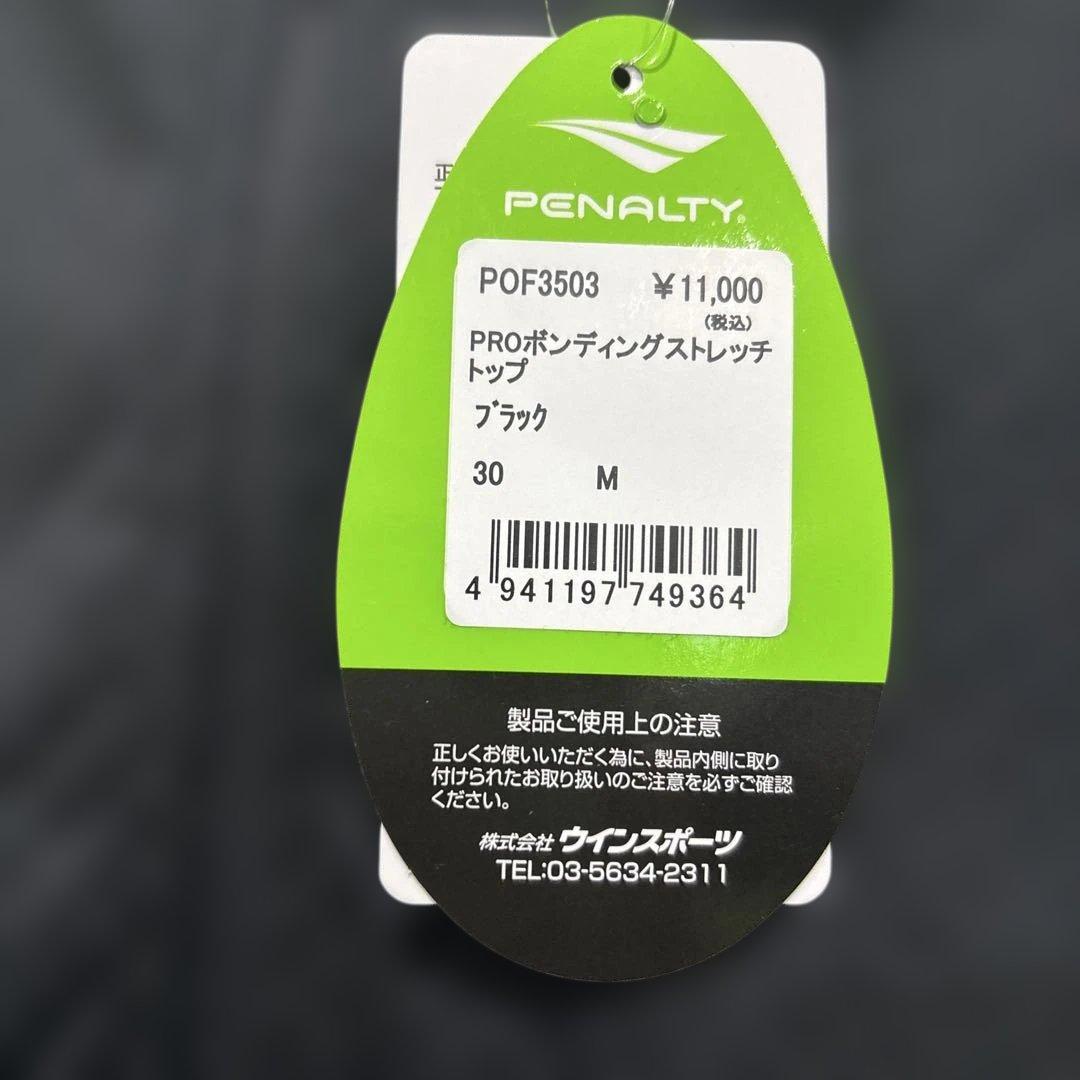 正
PENALTY®
POF3503 ¥11,000
(税込)
PROボンディングストレッチ
トップ
ﾌﾞﾗｯｸ
30 M
4 941197 749364
製品ご使用上の注意
正しくお使いいただく為に、製品内側に取り
付けられたお取り扱いのご注意を必ずご確認
ください。
株式会社 ウインスポーツ
TEL:03-5634-2311